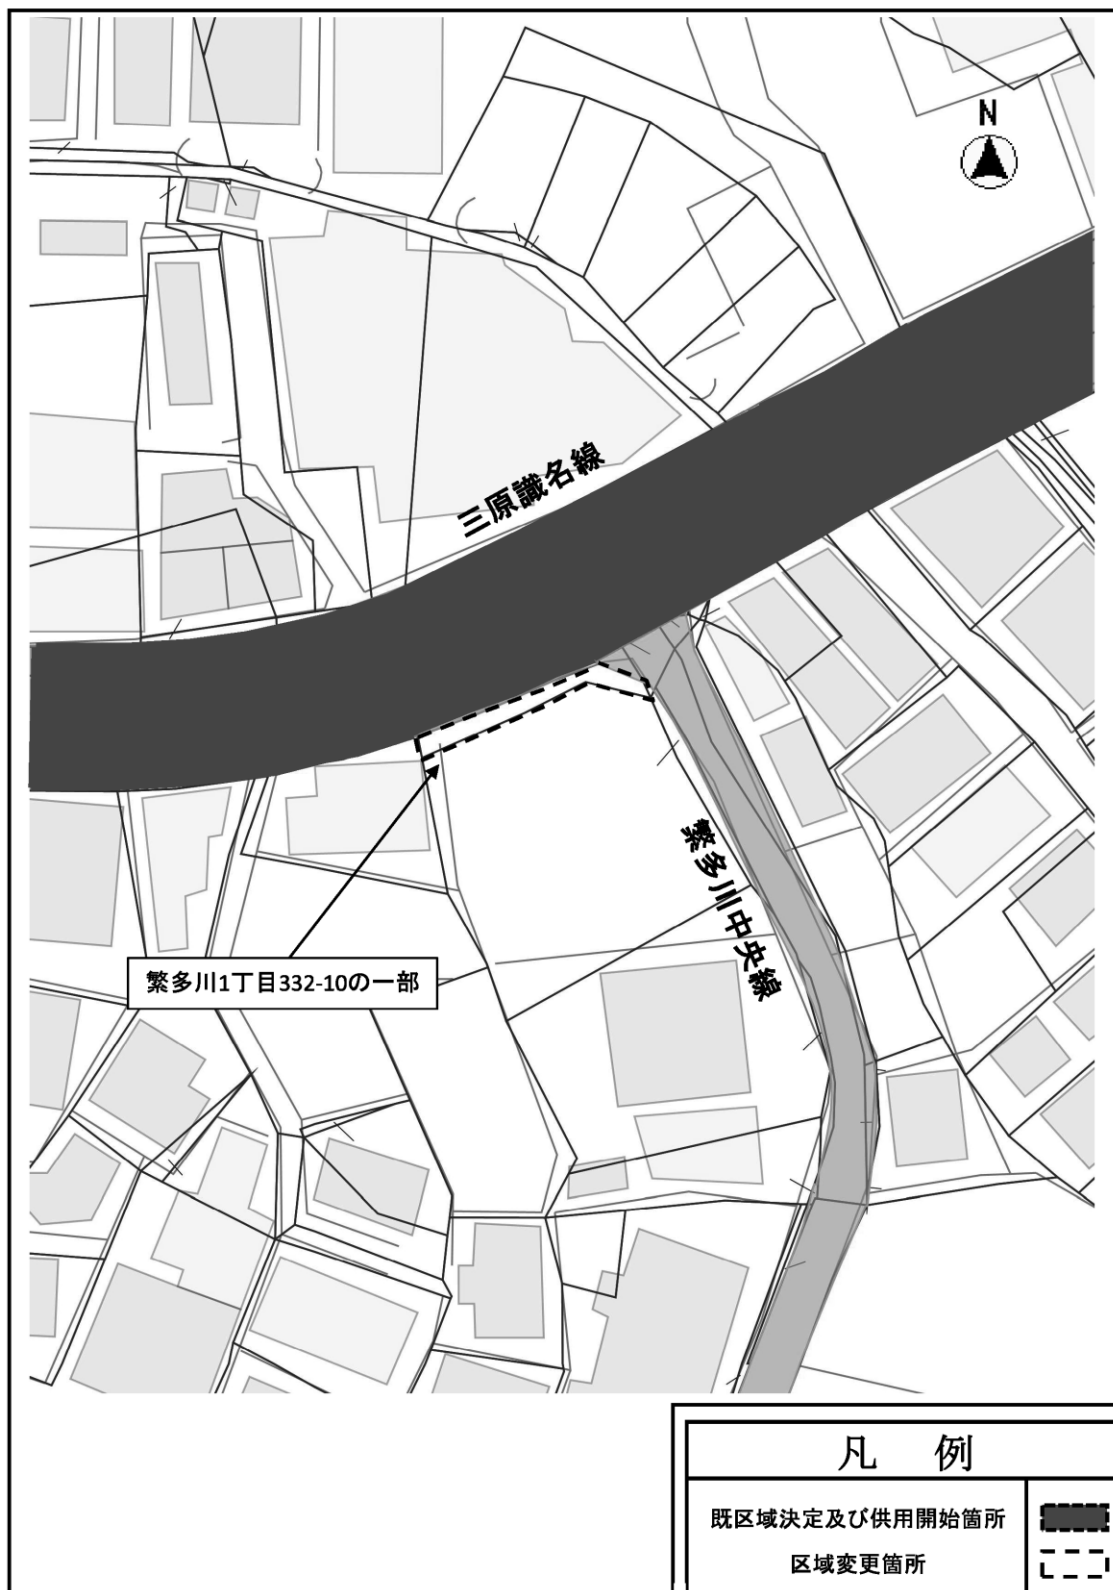 N
三原識名線
繁多川中央線
繁多川1丁目332-10の一部
凡 例
既区域決定及び供用開始箇所
区域変更箇所